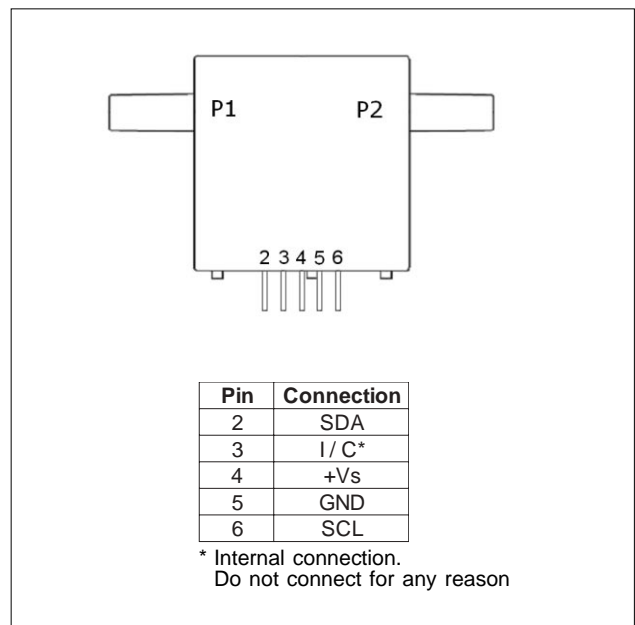 P1 P2
2 3 4 5 6
Pin Connection
2 SDA
3 I / C*
4 +Vs
5 GND
6 SCL
* Internal connection.
Do not connect for any reason